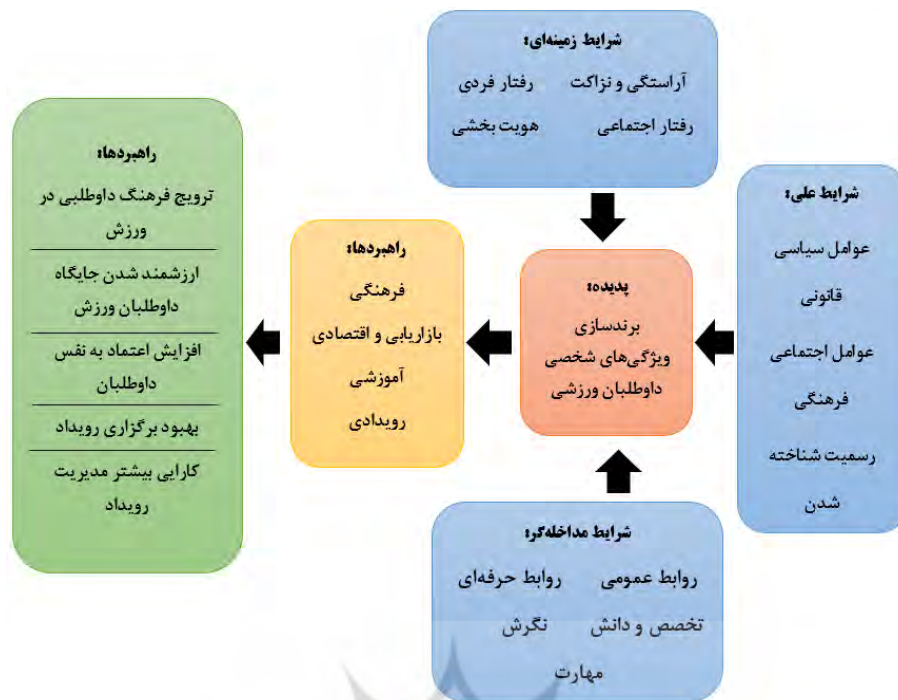 شرایط زمینه‌ای:
آراستگی و نزاکت رفتار فردی
رفتار اجتماعی هویت بخشی
شرایط علی:
عوامل سیاسی
قانونی
عوامل اجتماعی
فرهنگی
رسمیت شناخته
شدن
پدیده:
برندسازی
ویژگی‌های شخصی
داوطلبان ورزشی
شرایط مداخله‌گر:
روابط عمومی روابط حرفه‌ای
تخصص و دانش نگرش
مهارت
راهبردها:
فرهنگی
بازاریابی و اقتصادی
آموزشی
رویدادی
راهبردها:
ترویج فرهنگ داوطلبی در
ورزش
ارزشمند شدن جایگاه
داوطلبان ورزش
افزایش اعتماد به نفس
داوطلبان
بهبود برگزاری رویداد
کارایی بیشتر مدیریت
رویداد